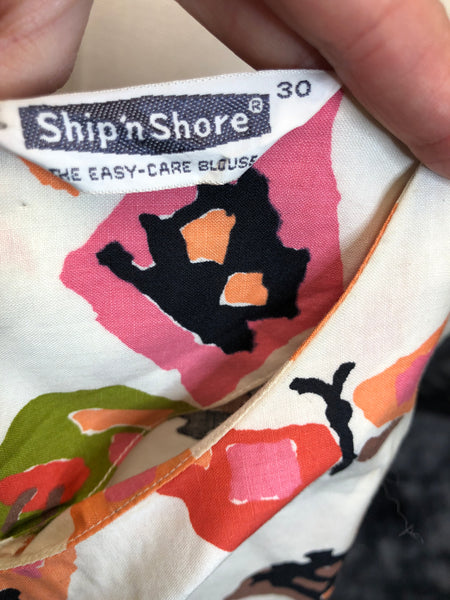 Ship'n Shore® 30
THE EASY-CARE BLOUSE